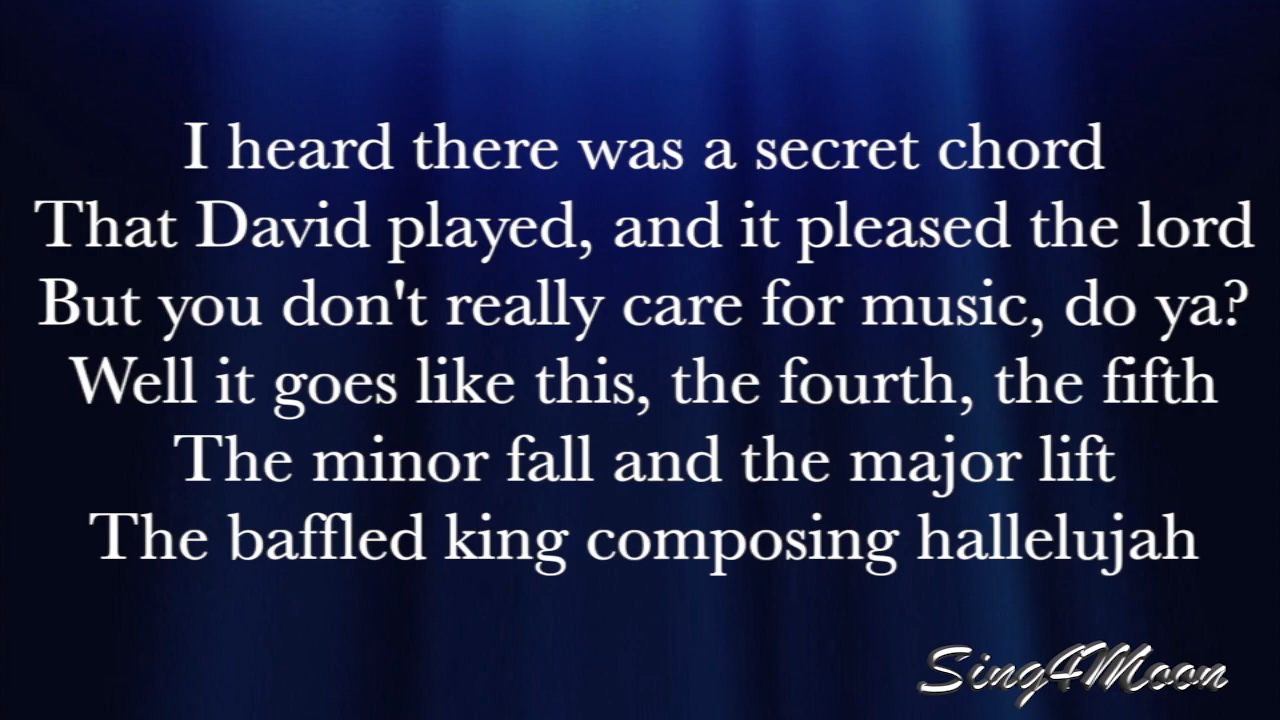 I heard there was a secret chord
That David played, and it pleased the lord
But you don't really care for music, do ya?
Well it goes like this, the fourth, the fifth
The minor fall and the major lift
The baffled king composing hallelujah
Sing4Moon